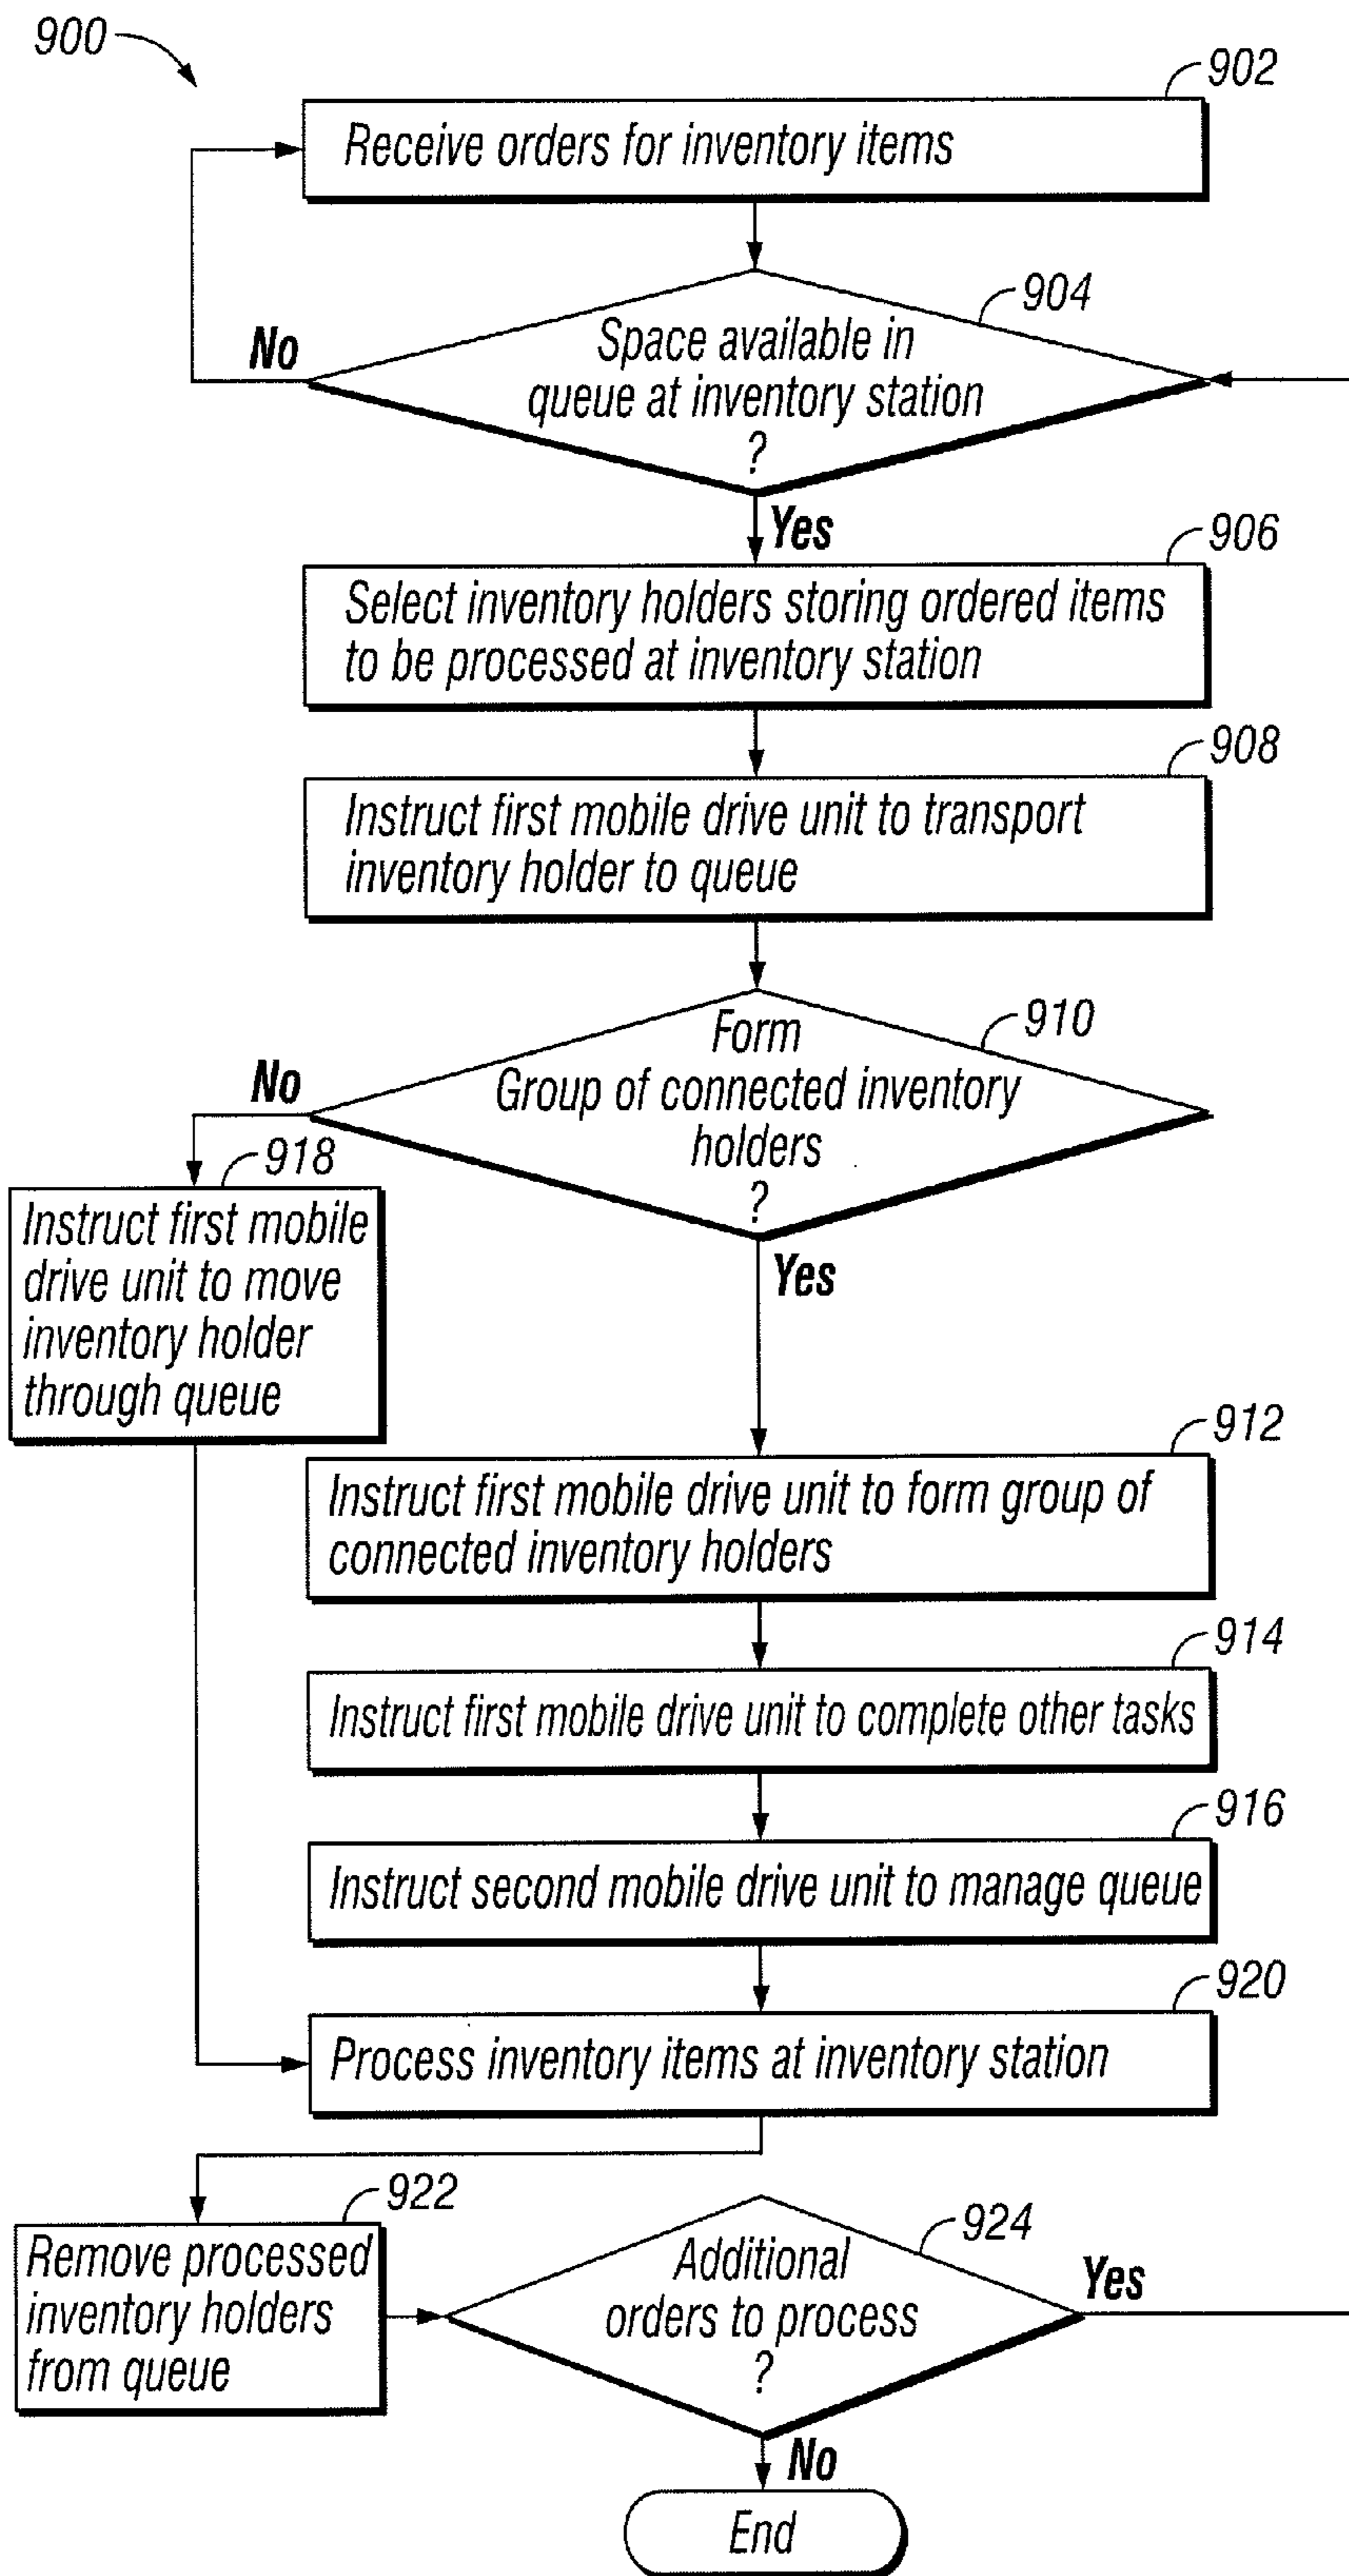 900
902
Receive orders for inventory items
904
Space available in
queue at inventory station
?
No
Yes
906
Select inventory holders storing ordered items
to be processed at inventory station
908
Instruct first mobile drive unit to transport
inventory holder to queue
910
Form
Group of connected inventory
holders
?
No
Yes
918
Instruct first mobile
drive unit to move
inventory holder
through queue
912
Instruct first mobile drive unit to form group of
connected inventory holders
914
Instruct first mobile drive unit to complete other tasks
916
Instruct second mobile drive unit to manage queue
920
Process inventory items at inventory station
922
Remove processed
inventory holders
from queue
924
Additional
orders to process
?
Yes
No
End